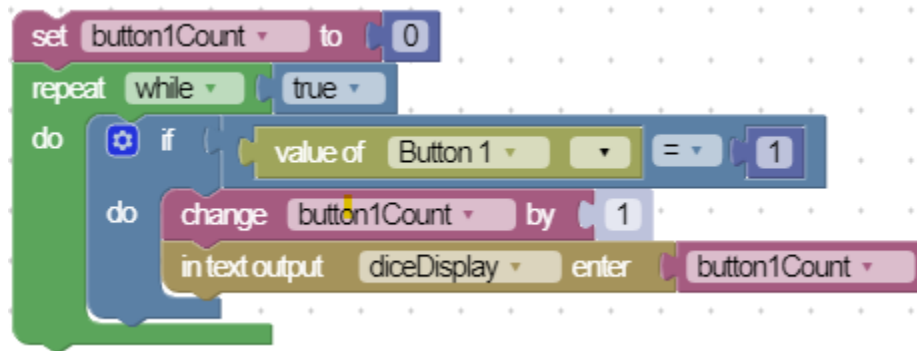 set button1Count to 0
repeat while true
do if value of Button 1 = 1
do change button1Count by 1
in text output diceDisplay enter button1Count